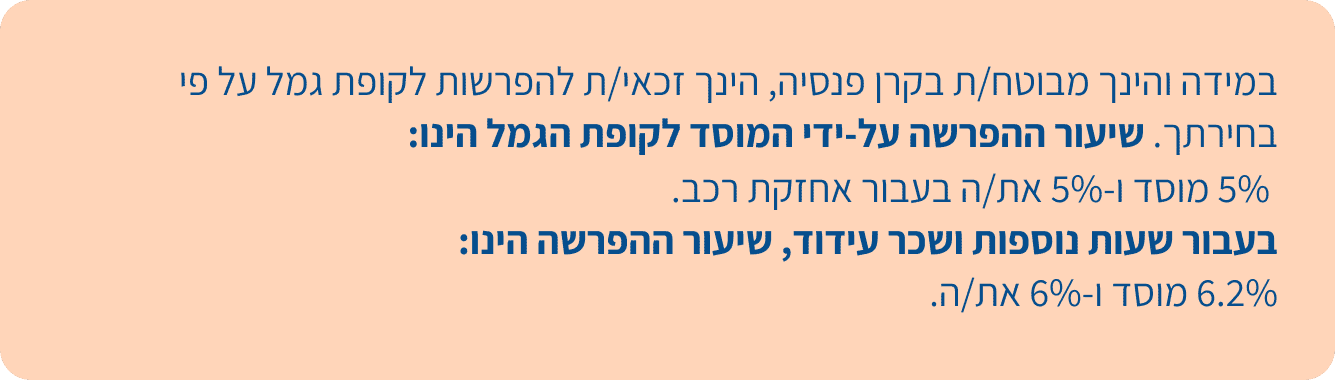 במידה והינך מבוטח/ת בקרן פנסיה, הינך זכאי/ת להפרשות לקופת גמל על פי
בחירתך. שיעור ההפרשה על-ידי המוסד לקופת הגמל הינו:
5% מוסד ו-5% את/ה בעבור אחזקת רכב.
בעבור שעות נוספות ושכר עידוד, שיעור ההפרשה הינו:
6.2% מוסד ו-6% את/ה.